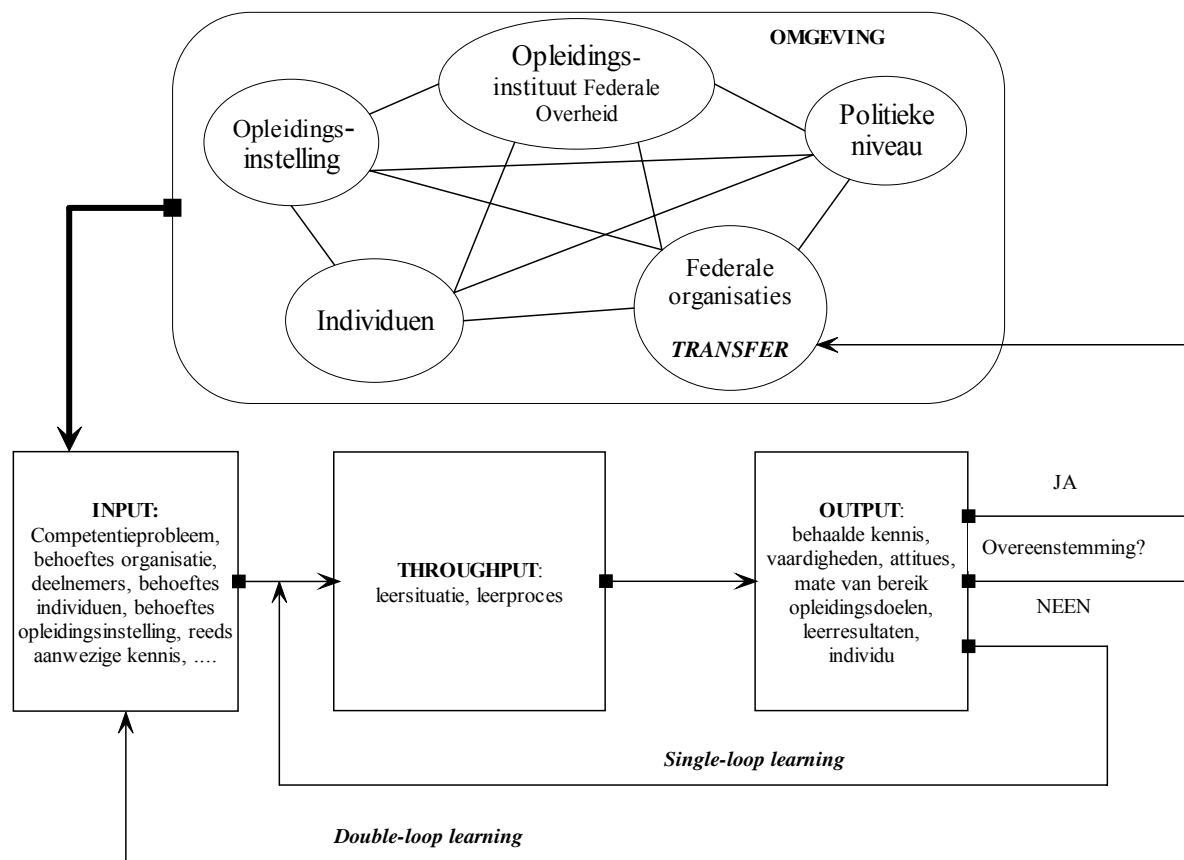 OMGEVING
Opleidings-
instituut Federale
Overheid
Opleidings-
instelling
Politieke
niveau
Individuen
Federale
organisaties
TRANSFER
INPUT:
Competentieprobleem,
behoeftes organisatie,
deelnemers, behoeftes
individuen, behoeftes
opleidingsinstelling, reeds
aanwezige kennis, ....
THROUGHPUT:
leersituatie, leerproces
OUTPUT:
behaalde kennis,
vaardigheden, attitues,
mate van bereik
opleidingsdoelen,
leerresultaten,
individu
JA
Overeenstemming?
NEEN
Single-loop learning
Double-loop learning